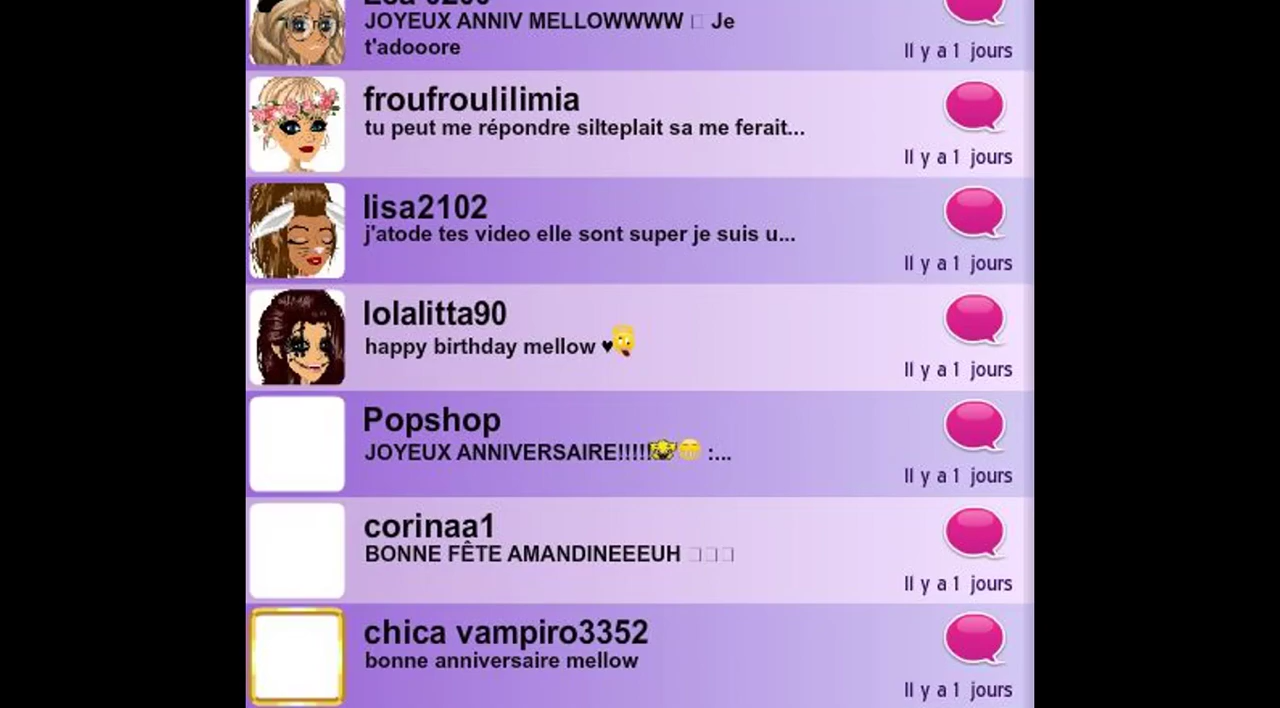 JOYEUX ANNIV MELLOWWWW Je
t'adooore
Il y a 1 jours
froufroulilimia
tu peut me répondre silteplait sa me ferait...
Il y a 1 jours
lisa2102
j'atode tes video elle sont super je suis u...
Il y a 1 jours
lolalitta90
happy birthday mellow ♥
Il y a 1 jours
Popshop
JOYEUX ANNIVERSAIRE!!!!! :...
Il y a 1 jours
corinaa1
BONNE FÊTE AMANDINEEEUH
Il y a 1 jours
chica vampiro3352
bonne anniversaire mellow
Il y a 1 jours